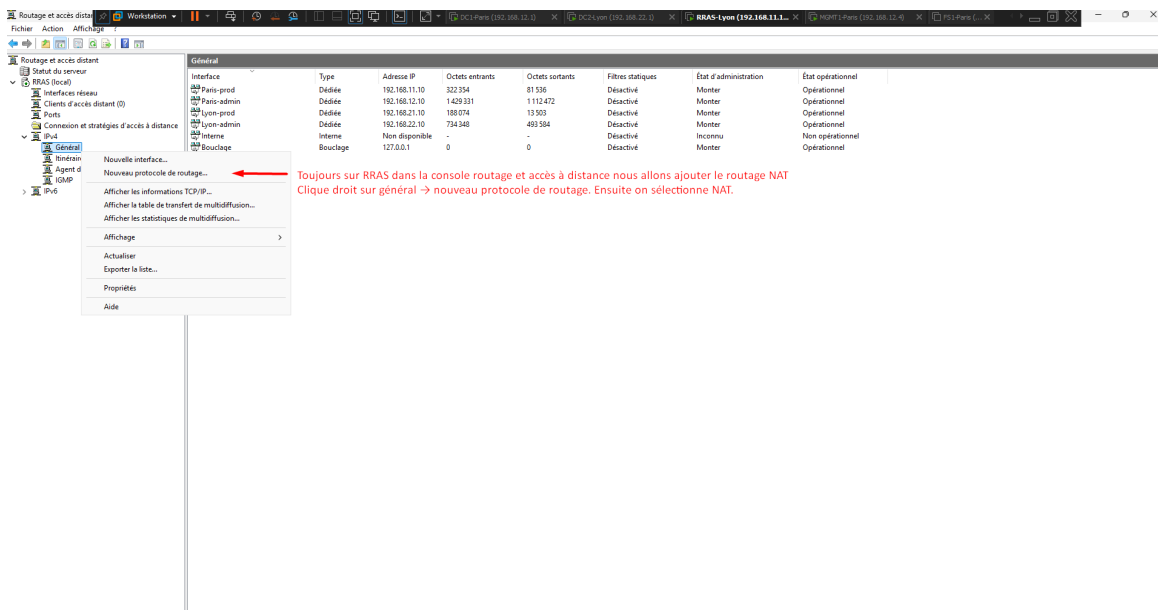 Routage et accès distan
Workstation
DC1-Paris (192.168.12.1)
DC2-Lyon (192.168.22.1)
RRAS-Lyon (192.168.11.1...
MGMT1-Paris (192.168.12.4)
FS1-Paris (...
Fichier Action Affichage ?
Routage et accès distant
Statut du serveur
RRAS (local)
Interfaces réseau
Clients d'accès distant (0)
Ports
Connexion et stratégies d'accès à distance
IPv4
Général
Itinéraire
Agent d
IGMP
IPv6
Général
Interface Type Adresse IP Octets entrants Octets sortants Filtres statiques État d'administration État opérationnel
Paris-prod Dédiée 192.168.11.10 322 354 81 536 Désactivé Monter Opérationnel
Paris-admin Dédiée 192.168.12.10 1 429 331 1 112 472 Désactivé Monter Opérationnel
Lyon-prod Dédiée 192.168.21.10 188 074 13 503 Désactivé Monter Opérationnel
Lyon-admin Dédiée 192.168.22.10 734 348 493 584 Désactivé Monter Opérationnel
Interne Interne Non disponible - - Désactivé Inconnu Non opérationnel
Bouclage Bouclage 127.0.0.1 0 0 Désactivé Monter Opérationnel
Nouvelle interface...
Nouveau protocole de routage...
Afficher les informations TCP/IP...
Afficher la table de transfert de multidiffusion...
Afficher les statistiques de multidiffusion...
Affichage
Actualiser
Exporter la liste...
Propriétés
Aide
Toujours sur RRAS dans la console routage et accès à distance nous allons ajouter le routage NAT
Clique droit sur général → nouveau protocole de routage. Ensuite on sélectionne NAT.